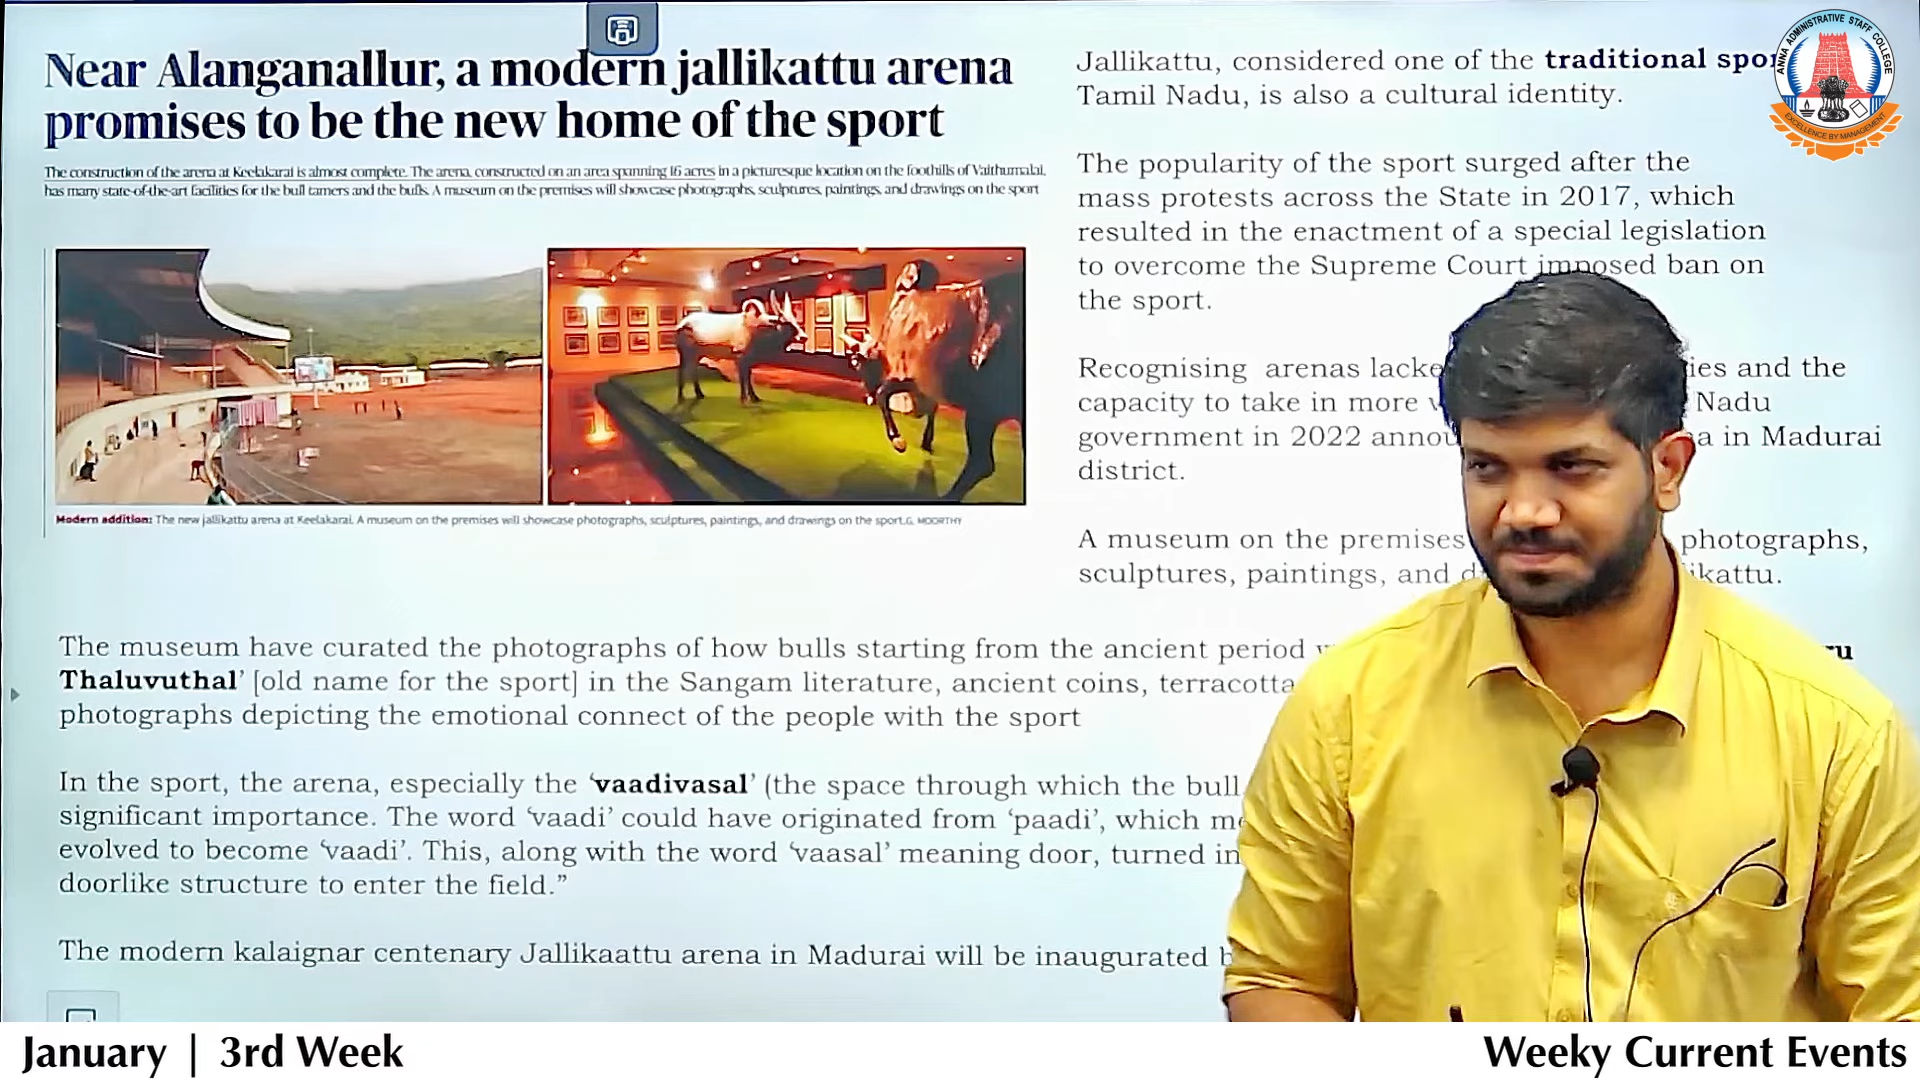 Near Alanganallur, a modern jallikattu arena
promises to be the new home of the sport
The construction of the arena at Keelakarai is almost complete. The arena, constructed on an area spanning 16 acres in a picturesque location on the foothills of Vaithumalai,
has many state-of-the-art facilities for the bull tamers and the bulls. A museum on the premises will showcase photographs, sculptures, paintings, and drawings on the sport
Modern addition: The new jallikattu arena at Keelakarai. A museum on the premises will showcase photographs, sculptures, paintings, and drawings on the sport.G. MOORTHY
Jallikattu, considered one of the traditional
Tamil Nadu, is also a cultural identity.
The popularity of the sport surged after the
mass protests across the State in 2017, which
resulted in the enactment of a special legislation
to overcome the Supreme Court imposed ban on
the sport.
Recognising arenas and the
capacity to take in more Nadu
government in 2022 in Madurai
district.
A museum on the premises photographs,
sculptures, paintings, and
The museum have curated the photographs of how bulls starting from the ancient period
Thaluvuthal’ [old name for the sport] in the Sangam literature, ancient coins, terracotta
photographs depicting the emotional connect of the people with the sport
In the sport, the arena, especially the ‘vaadivasal’ (the space through which the bull
significant importance. The word ‘vaadi’ could have originated from ‘paadi’, which
evolved to become ‘vaadi’. This, along with the word ‘vaasal’ meaning door, turned in
doorlike structure to enter the field.”
The modern kalaignar centenary Jallikaattu arena in Madurai will be inaugurated
ANNA ADMINISTRATIVE STAFF COLLEGE
EXCELLENCE BY MANAGEMENT
January | 3rd Week
Weeky Current Events